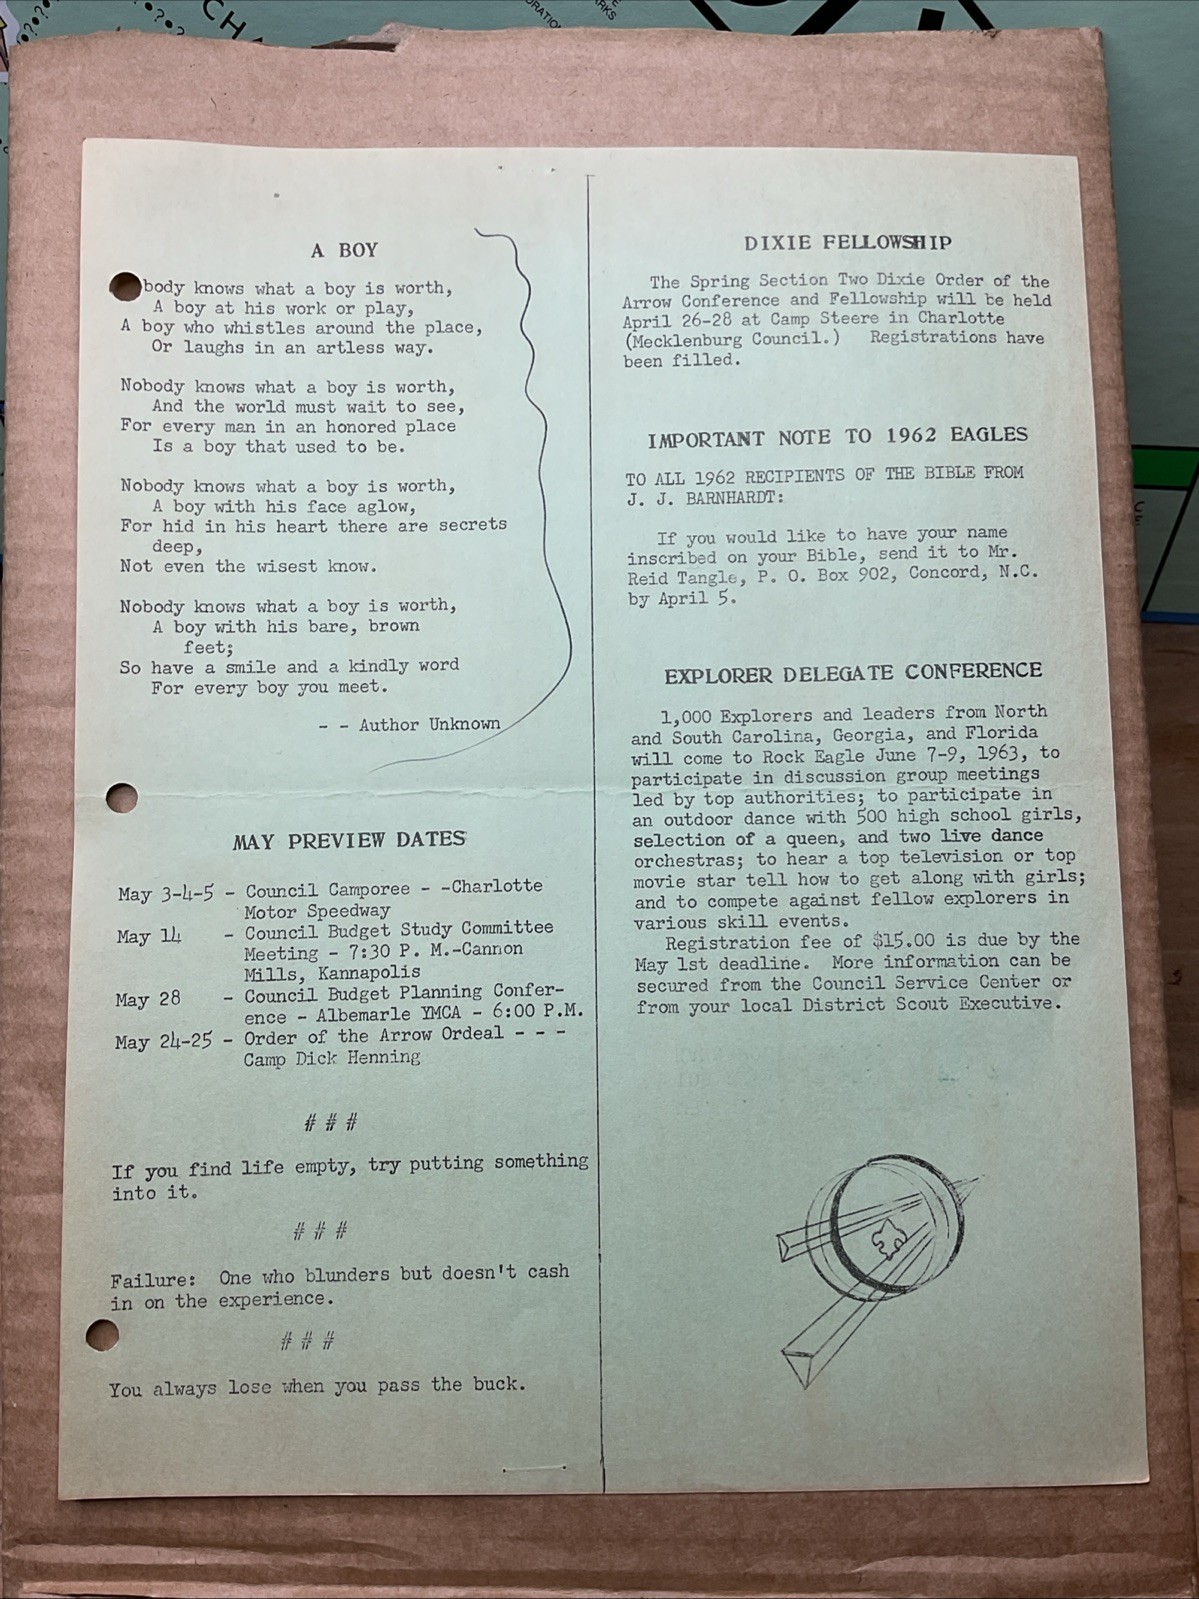 A BOY
body knows what a boy is worth,
A boy at his work or play,
A boy who whistles around the place,
Or laughs in an artless way.
Nobody knows what a boy is worth,
And the world must wait to see,
For every man in an honored place
Is a boy that used to be.
Nobody knows what a boy is worth,
A boy with his face aglow,
For hid in his heart there are secrets
deep,
Not even the wisest know.
Nobody knows what a boy is worth,
A boy with his bare, brown
feet;
So have a smile and a kindly word
For every boy you meet.
- - Author Unknown
MAY PREVIEW DATES
May 3-4-5 - Council Camporee - -Charlotte
Motor Speedway
May 14 - Council Budget Study Committee
Meeting - 7:30 P. M.-Cannon
Mills, Kannapolis
May 28 - Council Budget Planning Confer-
ence - Albemarle YMCA - 6:00 P.M.
May 24-25 - Order of the Arrow Ordeal - - -
Camp Dick Henning
# # #
If you find life empty, try putting something
into it.
# # #
Failure: One who blunders but doesn't cash
in on the experience.
# # #
You always lose when you pass the buck.
DIXIE FELLOWSHIP
The Spring Section Two Dixie Order of the
Arrow Conference and Fellowship will be held
April 26-28 at Camp Steere in Charlotte
(Mecklenburg Council.) Registrations have
been filled.
IMPORTANT NOTE TO 1962 EAGLES
TO ALL 1962 RECIPIENTS OF THE BIBLE FROM
J. J. BARNHARDT:
If you would like to have your name
inscribed on your Bible, send it to Mr.
Reid Tangle, P. O. Box 902, Concord, N.C.
by April 5.
EXPLORER DELEGATE CONFERENCE
1,000 Explorers and leaders from North
and South Carolina, Georgia, and Florida
will come to Rock Eagle June 7-9, 1963, to
participate in discussion group meetings
led by top authorities; to participate in
an outdoor dance with 500 high school girls,
selection of a queen, and two live dance
orchestras; to hear a top television or top
movie star tell how to get along with girls;
and to compete against fellow explorers in
various skill events.
Registration fee of $15.00 is due by the
May 1st deadline. More information can be
secured from the Council Service Center or
from your local District Scout Executive.